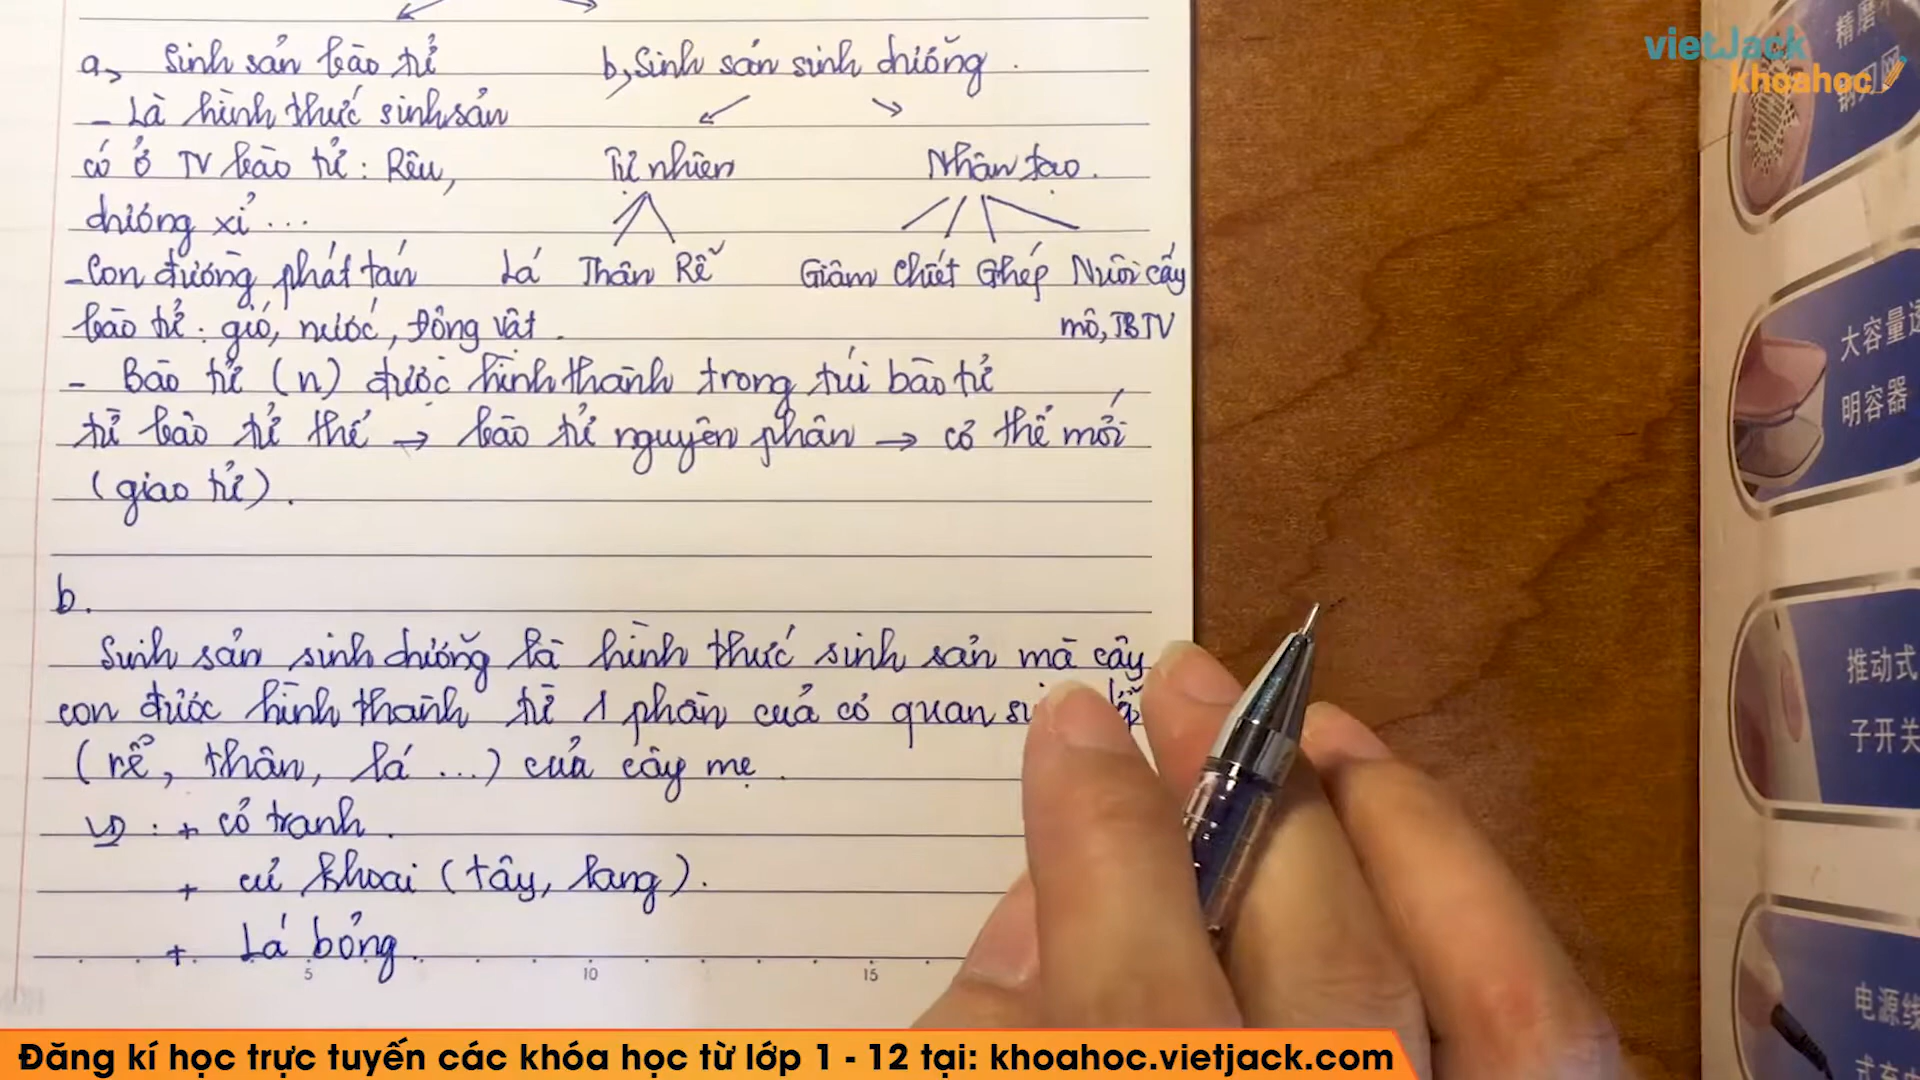 vietJack
khoahoc
a, Sinh sản bào tử
b, Sinh sản sinh dưỡng.
- Là hình thức sinh sản
có ở TV bào tử: Rêu,
dương xỉ ...
- Con đường phát tán
bào tử: gió, nước, Động vật.
Tự nhiên
Nhân tạo.
Lá Thân Rễ
Giâm Chiết Ghép Nuôi cấy
mô, TBTV
- Bào tử (n) được hình thành trong túi bào tử
từ bào tử thể → bào tử nguyên phân → cơ thể mới
(giao tử).
b.
Sinh sản sinh dưỡng là hình thức sinh sản mà cây
con được hình thành từ 1 phần của cơ quan
(rễ, thân, lá ...) của cây mẹ.
VD: + cỏ tranh.
+ củ khoai (tây, lang).
+ Lá bỏng.
5 10 15
大容量透
明容器
推动式
子开关
电源线
Đăng kí học trực tuyến các khóa học từ lớp 1 - 12 tại: khoahoc.vietjack.com